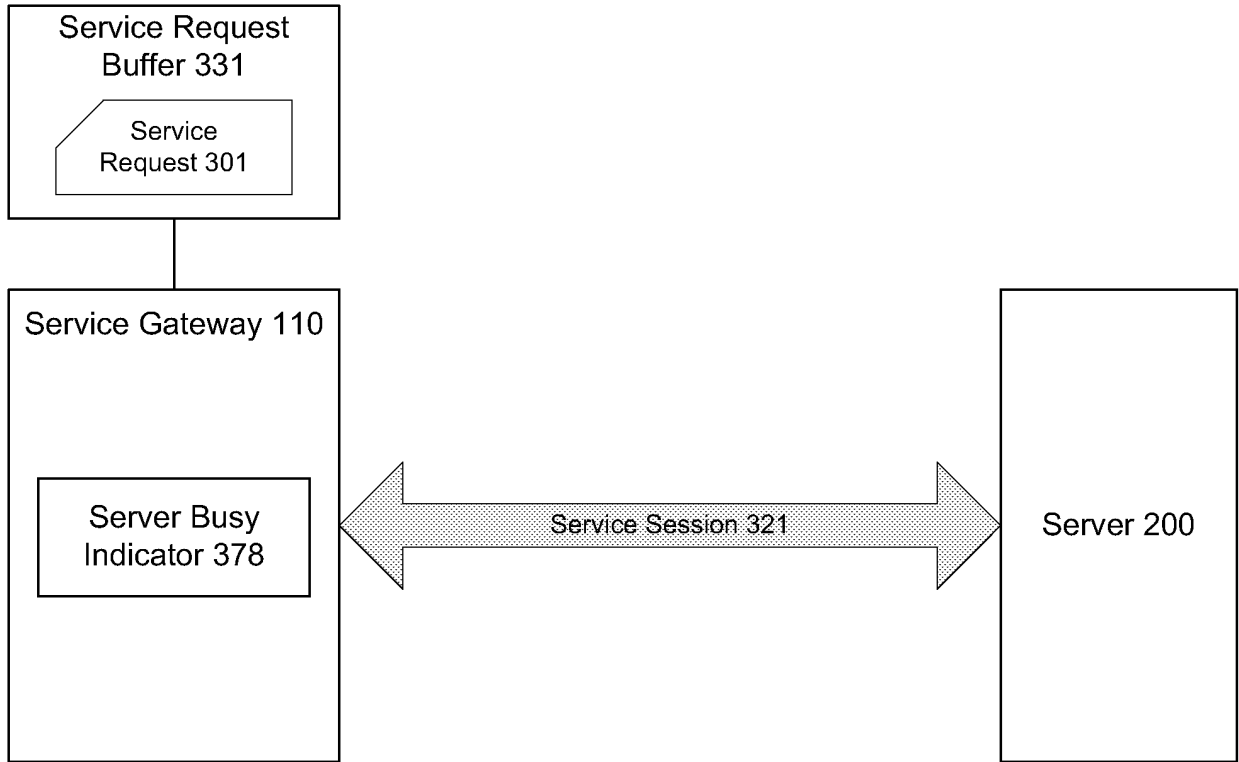 Service Request
Buffer 331
Service
Request 301
Service Gateway 110
Server Busy
Indicator 378
Service Session 321
Server 200